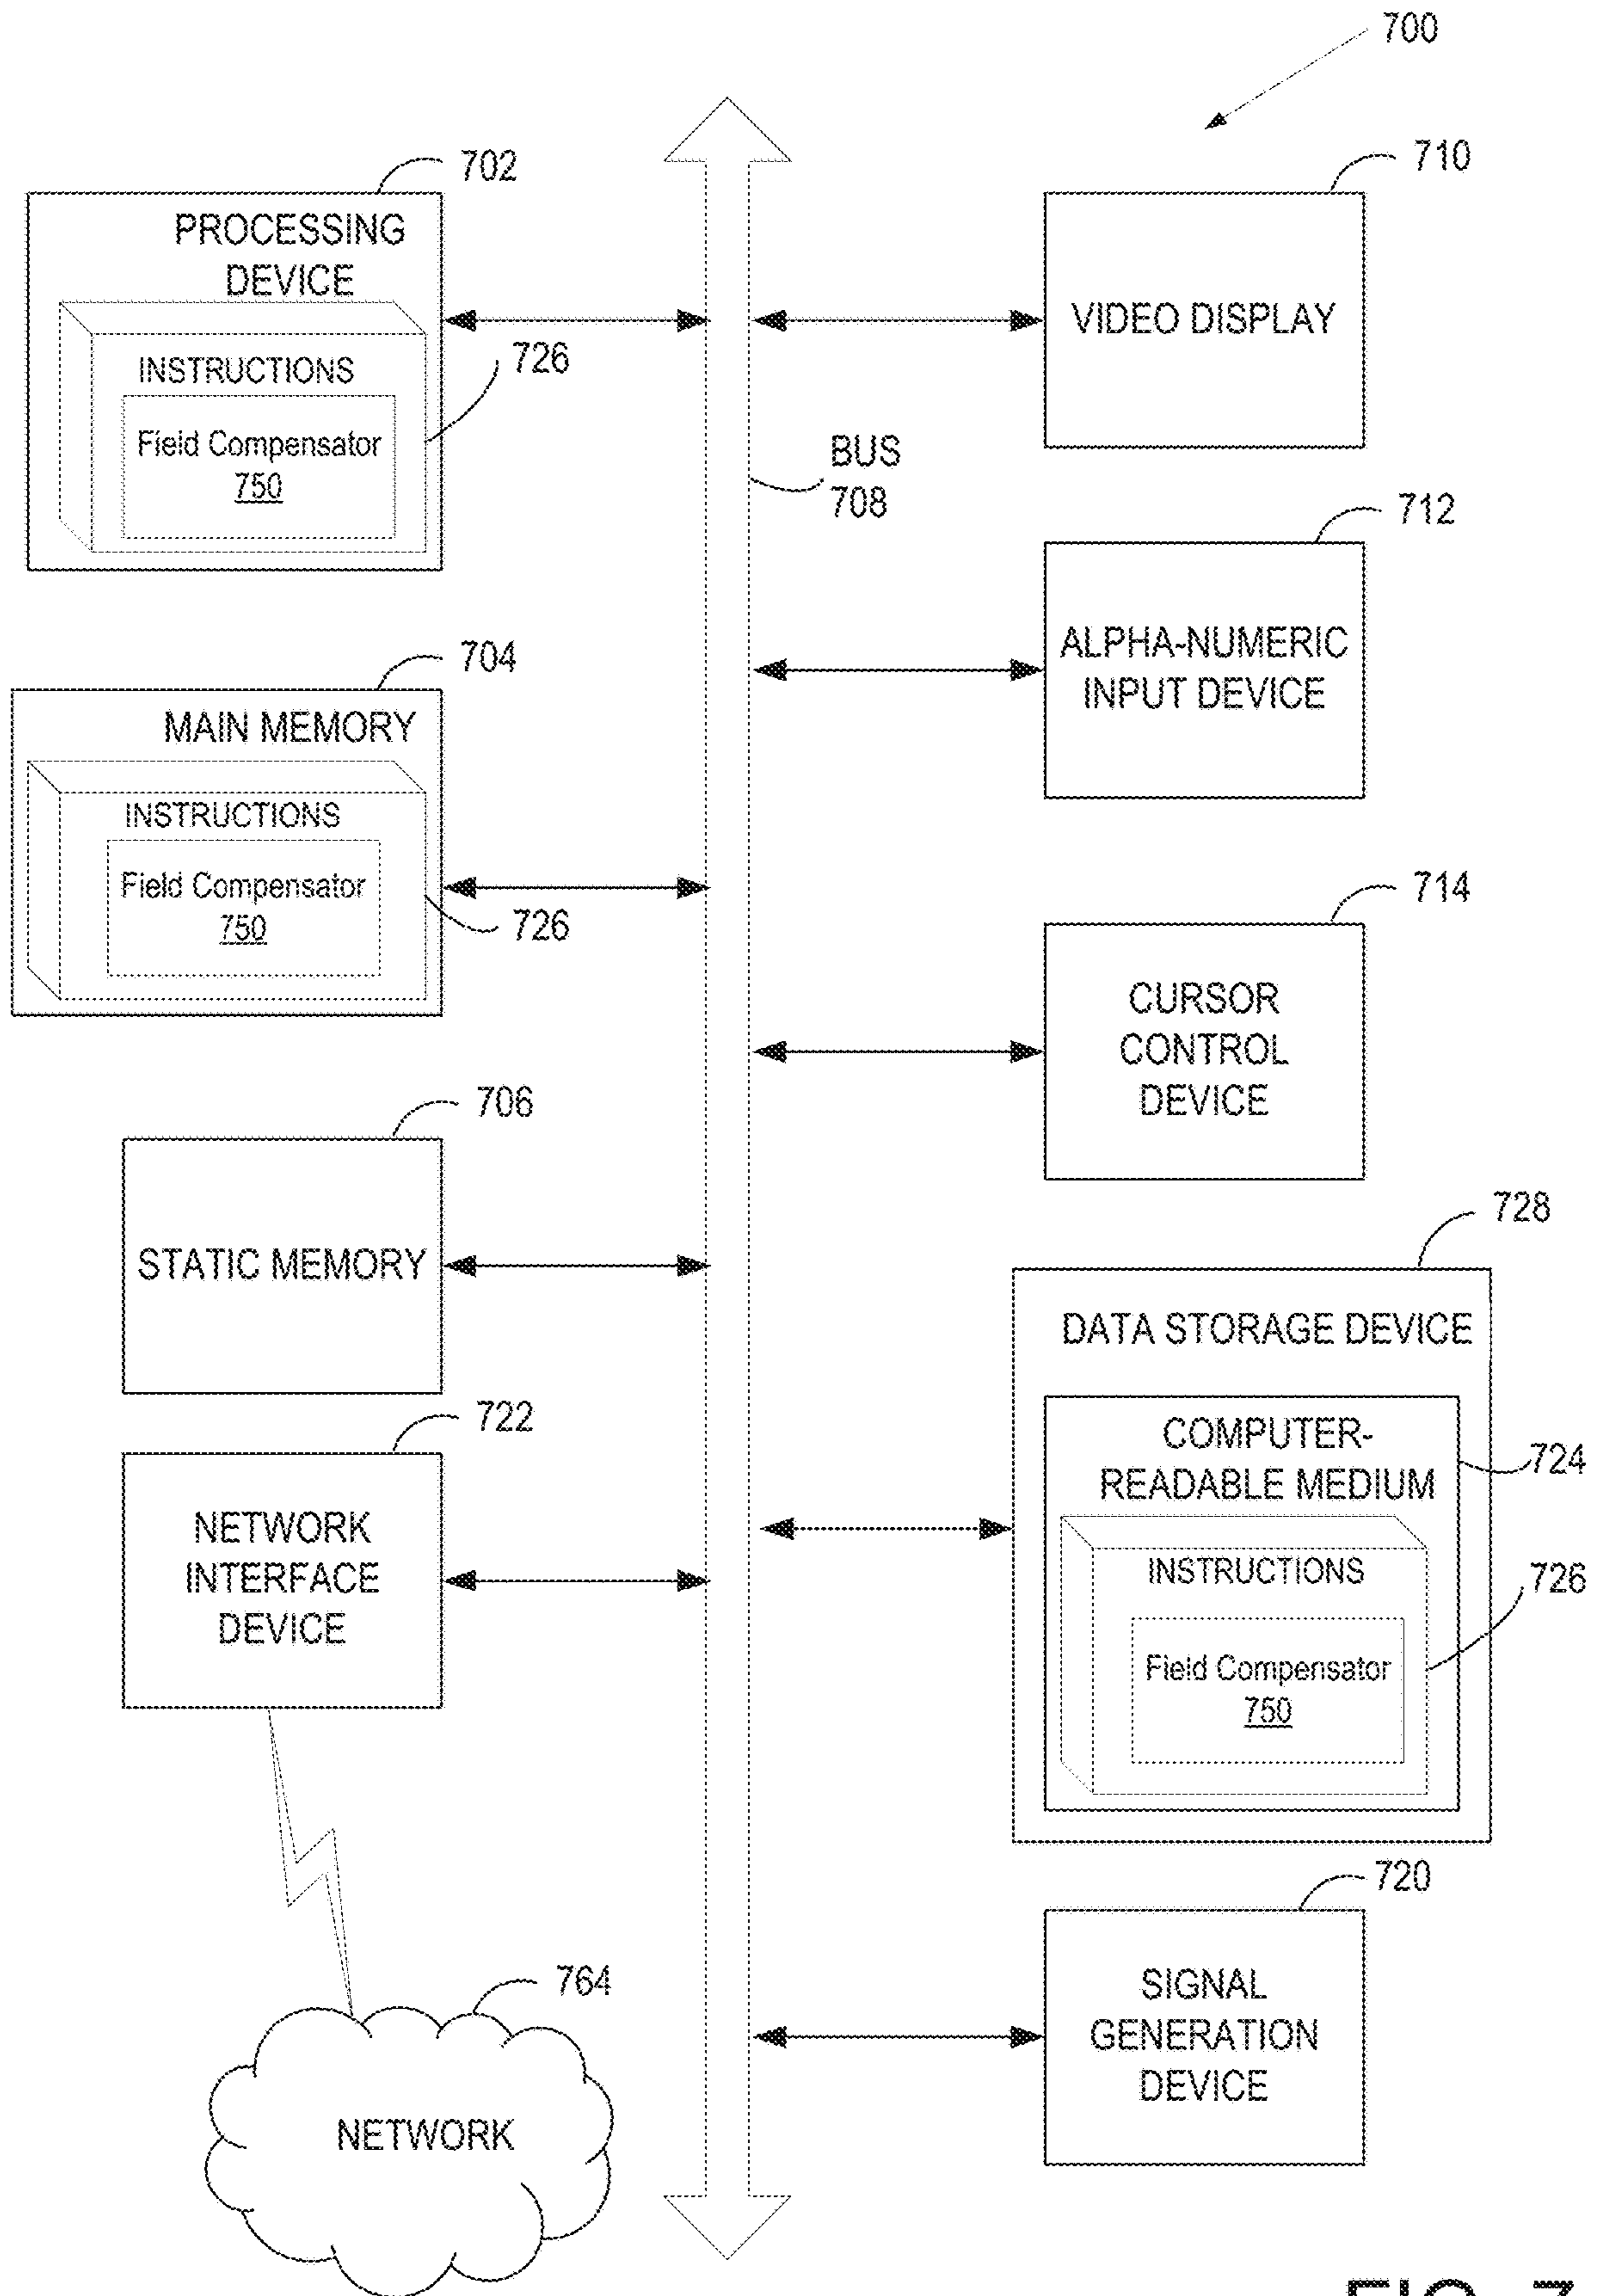 700
702
PROCESSING
DEVICE
INSTRUCTIONS
Field Compensator
750
726
710
VIDEO DISPLAY
BUS
708
712
ALPHA-NUMERIC
INPUT DEVICE
704
MAIN MEMORY
INSTRUCTIONS
Field Compensator
750
726
714
CURSOR
CONTROL
DEVICE
706
STATIC MEMORY
728
DATA STORAGE DEVICE
COMPUTER-
READABLE MEDIUM
724
INSTRUCTIONS
726
Field Compensator
750
722
NETWORK
INTERFACE
DEVICE
720
SIGNAL
GENERATION
DEVICE
764
NETWORK
FIG. 7